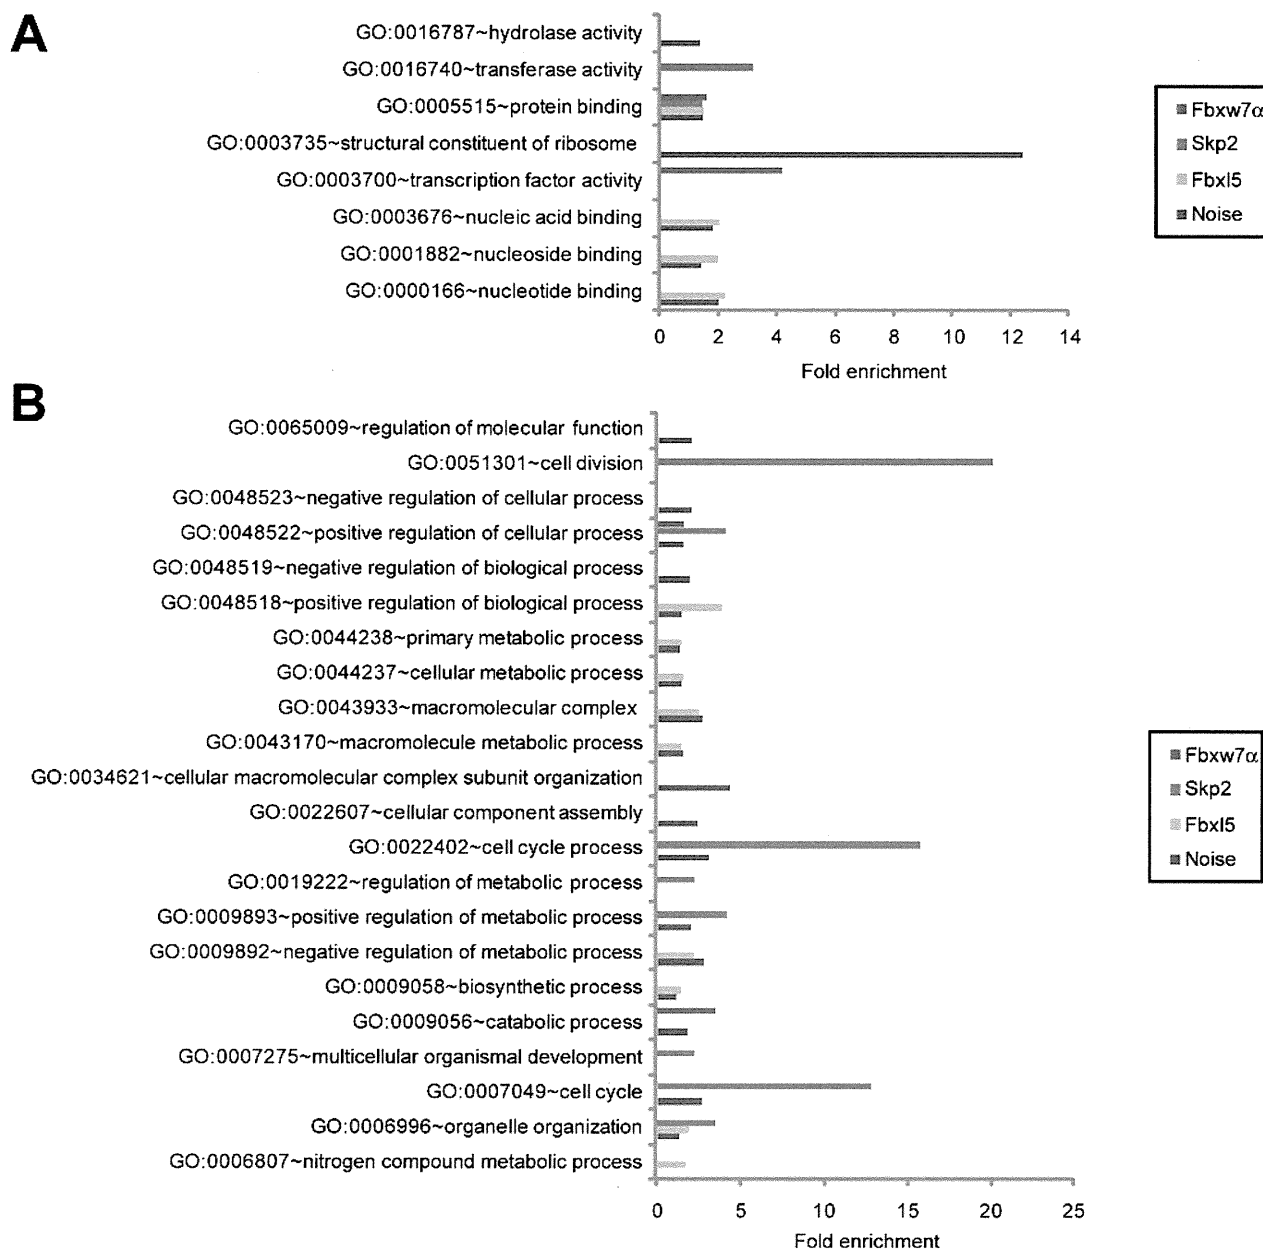 A
GO:0016787~hydrolase activity
GO:0016740~transferase activity
GO:0005515~protein binding
GO:0003735~structural constituent of ribosome
GO:0003700~transcription factor activity
GO:0003676~nucleic acid binding
GO:0001882~nucleoside binding
GO:0000166~nucleotide binding
0 2 4 6 8 10 12 14
Fold enrichment
Fbxw7α
Skp2
Fbxl5
Noise
B
GO:0065009~regulation of molecular function
GO:0051301~cell division
GO:0048523~negative regulation of cellular process
GO:0048522~positive regulation of cellular process
GO:0048519~negative regulation of biological process
GO:0048518~positive regulation of biological process
GO:0044238~primary metabolic process
GO:0044237~cellular metabolic process
GO:0043933~macromolecular complex
GO:0043170~macromolecule metabolic process
GO:0034621~cellular macromolecular complex subunit organization
GO:0022607~cellular component assembly
GO:0022402~cell cycle process
GO:0019222~regulation of metabolic process
GO:0009893~positive regulation of metabolic process
GO:0009892~negative regulation of metabolic process
GO:0009058~biosynthetic process
GO:0009056~catabolic process
GO:0007275~multicellular organismal development
GO:0007049~cell cycle
GO:0006996~organelle organization
GO:0006807~nitrogen compound metabolic process
0 5 10 15 20 25
Fold enrichment
Fbxw7α
Skp2
Fbxl5
Noise